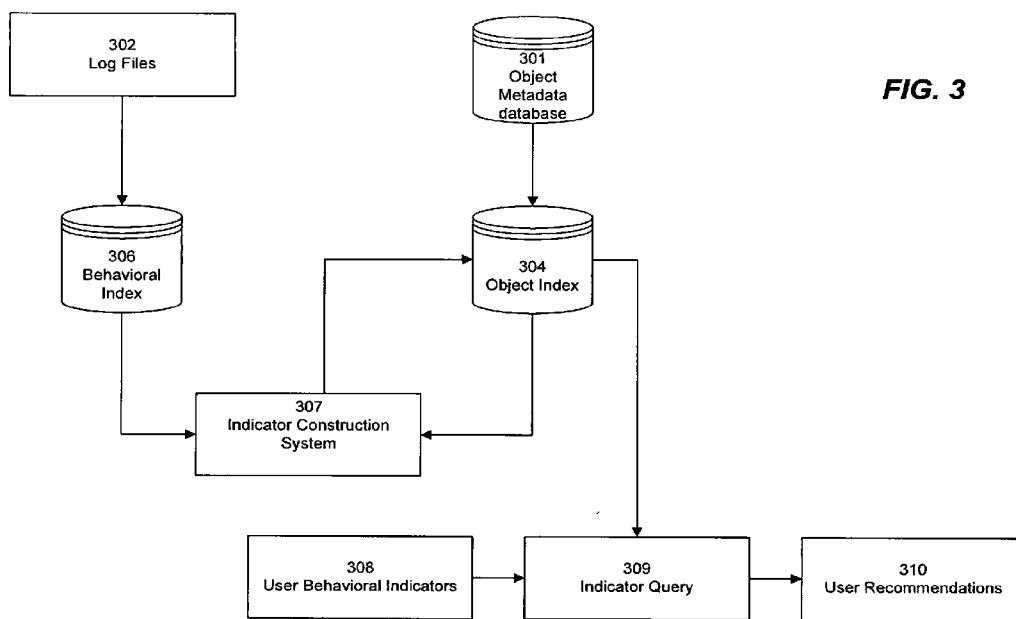 302
Log Files
301
Object
Metadata
database
FIG. 3
306
Behavioral
Index
304
Object Index
307
Indicator Construction
System
308
User Behavioral Indicators
309
Indicator Query
310
User Recommendations